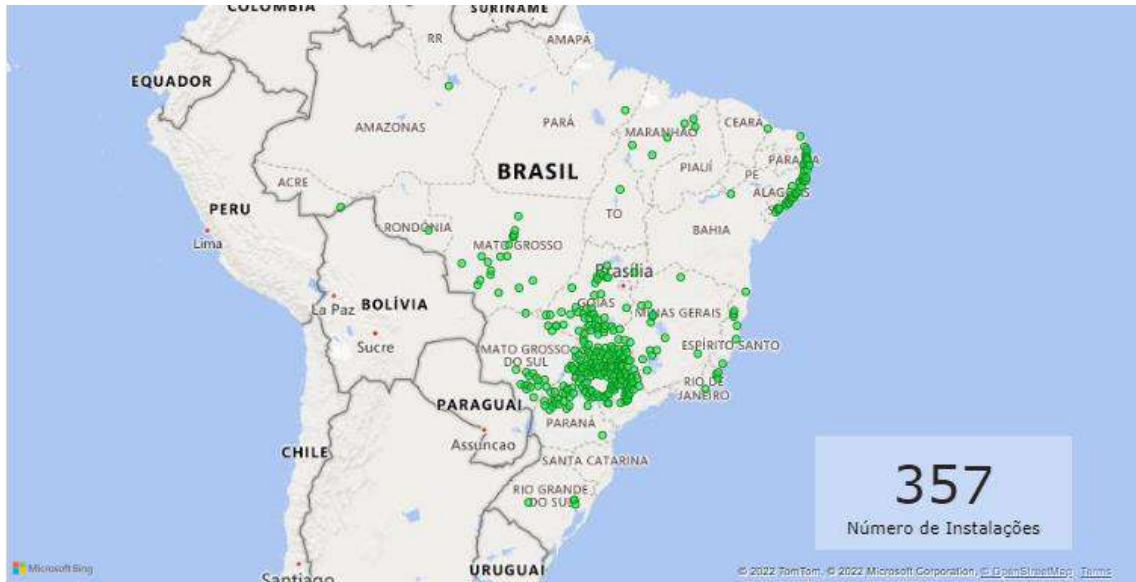 COLOMBIA
SURINAME
RR
AMAPÁ
EQUADOR
AMAZONAS
PARÁ
MARANHÃO
CEARÁ
BRASIL
PIAUÍ
PE
ACRE
ALAGOAS
PERU
RONDÔNIA
TO
BAHIA
Lima
MATO GROSSO
Brasília
La Paz
BOLÍVIA
GOIÁS
MINAS GERAIS
Sucre
MATO GROSSO
DO SUL
ESPÍRITO SANTO
RIO DE
JANEIRO
PARAGUAI
PARANÁ
CHILE
Assuncao
SANTA CATARINA
RIO GRANDE
DO SUL
357
Número de Instalações
URUGUAI
Santiago
Microsoft Bing
© 2022 TomTom, © 2022 Microsoft Corporation, © OpenStreetMap Terms